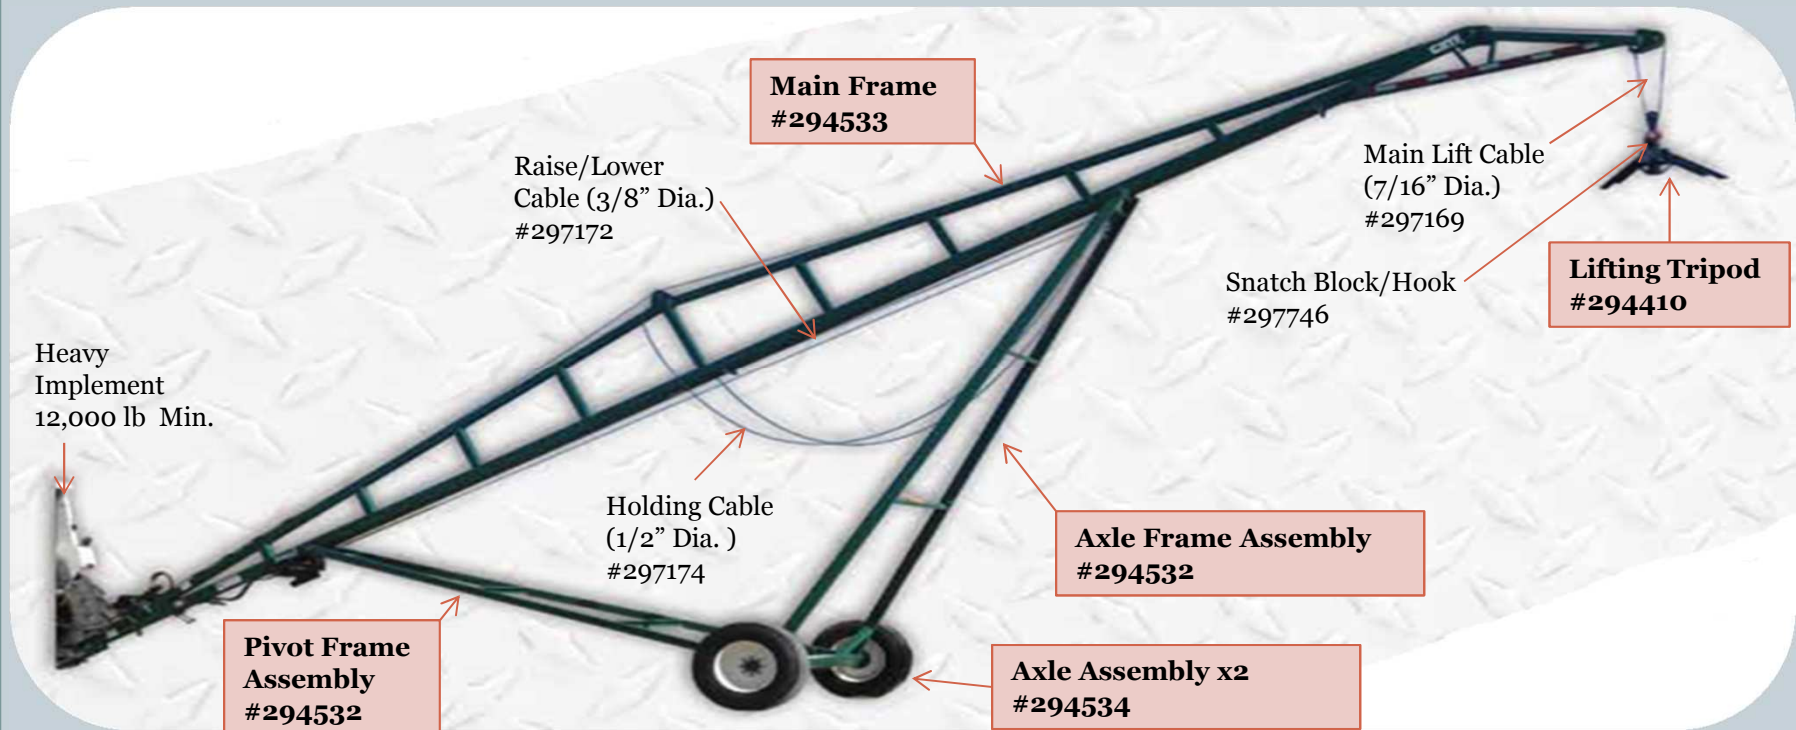 Main Frame
#294533
Raise/Lower
Cable (3/8” Dia.)
#297172
Main Lift Cable
(7/16” Dia.)
#297169
Lifting Tripod
#294410
Snatch Block/Hook
#297746
Heavy
Implement
12,000 lb  Min.
Holding Cable
(1/2” Dia. )
#297174
Axle Frame Assembly
#294532
Pivot Frame
Assembly
#294532
Axle Assembly x2
#294534